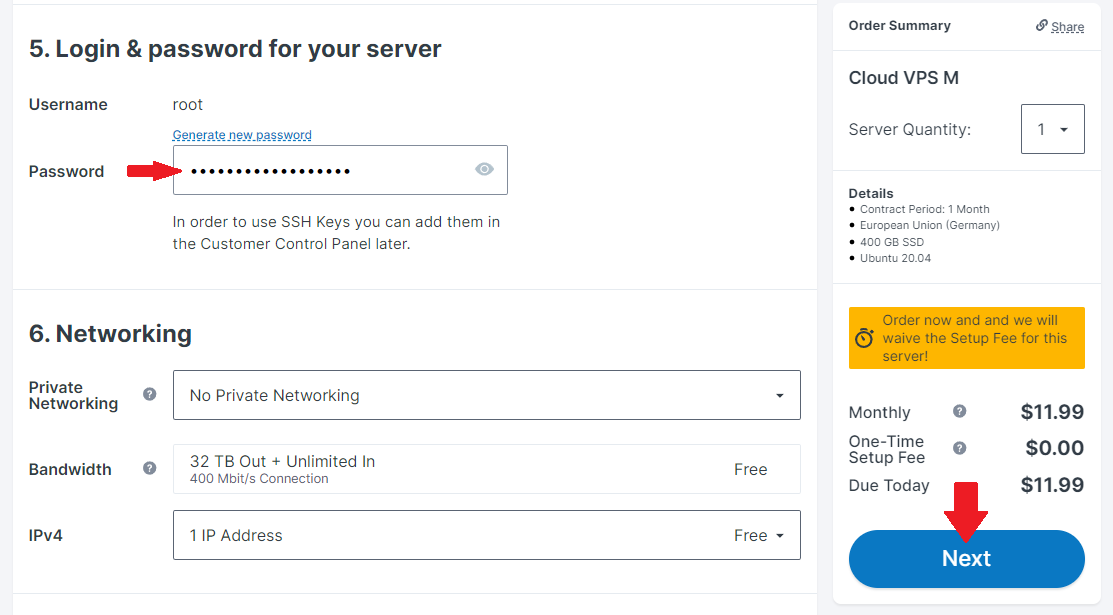 5. Login & password for your server
Username
root
Generate new password
Password
••••••••••••••••••
In order to use SSH Keys you can add them in
the Customer Control Panel later.
6. Networking
Private
Networking
?
No Private Networking
Bandwidth
?
32 TB Out + Unlimited In
400 Mbit/s Connection
Free
IPv4
1 IP Address
Free
Order Summary
Share
Cloud VPS M
Server Quantity:
1
Details
• Contract Period: 1 Month
• European Union (Germany)
• 400 GB SSD
• Ubuntu 20.04
Order now and and we will
waive the Setup Fee for this
server!
Monthly
?
$11.99
One-Time
Setup Fee
?
$0.00
Due Today
$11.99
Next